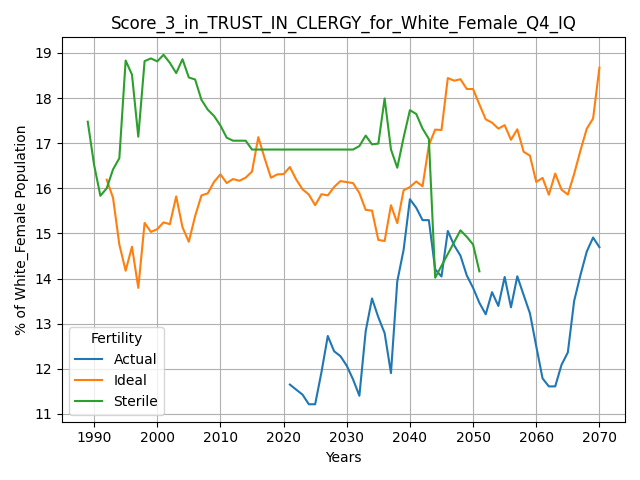 Score_3_in_TRUST_IN_CLERGY_for_White_Female_Q4_IQ
% of White_Female Population
19
18
17
16
15
14
13
12
11
Fertility
Actual
Ideal
Sterile
1990 2000 2010 2020 2030 2040 2050 2060 2070
Years